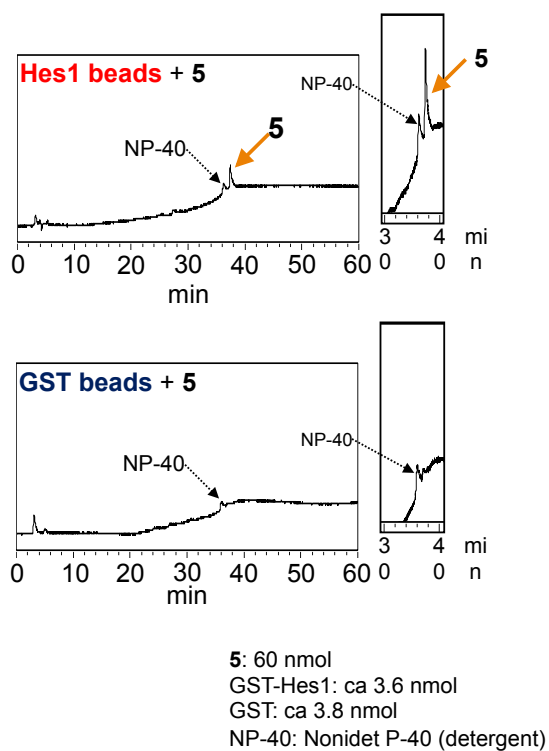 Hes1 beads + 5
NP-40
5
0 10 20 30 40 50 60
min
NP-40
5
3 4 mi
0 0 n
GST beads + 5
NP-40
0 10 20 30 40 50 60
min
NP-40
3 4 mi
0 0 n
5: 60 nmol
GST-Hes1: ca 3.6 nmol
GST: ca 3.8 nmol
NP-40: Nonidet P-40 (detergent)